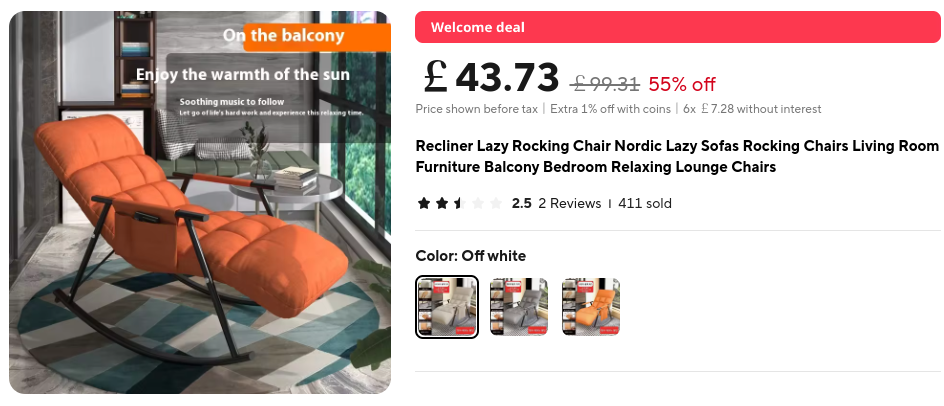 On the balcony
Enjoy the warmth of the sun
Soothing music to follow
Let go of life's hard work and experience this relaxing time.
Welcome deal
£43.73 £99.31 55% off
Price shown before tax | Extra 1% off with coins | 6x £7.28 without interest
Recliner Lazy Rocking Chair Nordic Lazy Sofas Rocking Chairs Living Room
Furniture Balcony Bedroom Relaxing Lounge Chairs
2.5 2 Reviews | 411 sold
Color: Off white